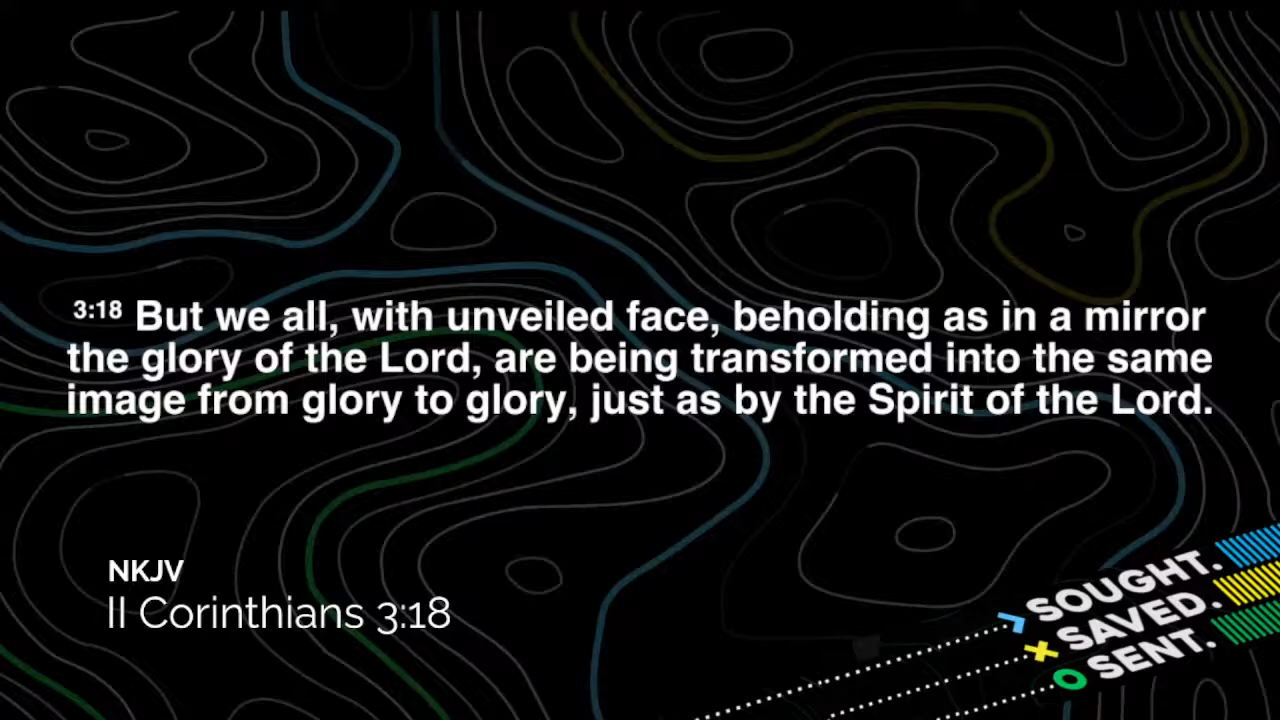 3:18 But we all, with unveiled face, beholding as in a mirror
the glory of the Lord, are being transformed into the same
image from glory to glory, just as by the Spirit of the Lord.
NKJV
II Corinthians 3:18
SOUGHT.
SAVED.
SENT.